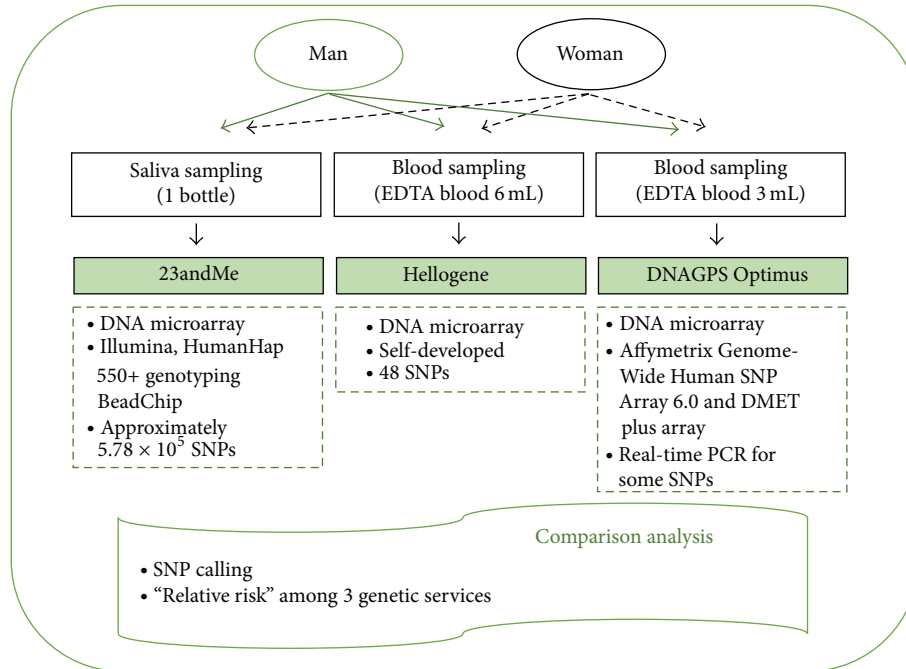 Man
Woman
Saliva sampling
(1 bottle)
Blood sampling
(EDTA blood 6 mL)
Blood sampling
(EDTA blood 3 mL)
23andMe
Hellogene
DNAGPS Optimus
• DNA microarray
• Illumina, HumanHap
550+ genotyping
BeadChip
• Approximately
5.78 × 10⁵ SNPs
• DNA microarray
• Self-developed
• 48 SNPs
• DNA microarray
• Affymetrix Genome-
Wide Human SNP
Array 6.0 and DMET
plus array
• Real-time PCR for
some SNPs
Comparison analysis
• SNP calling
• “Relative risk” among 3 genetic services